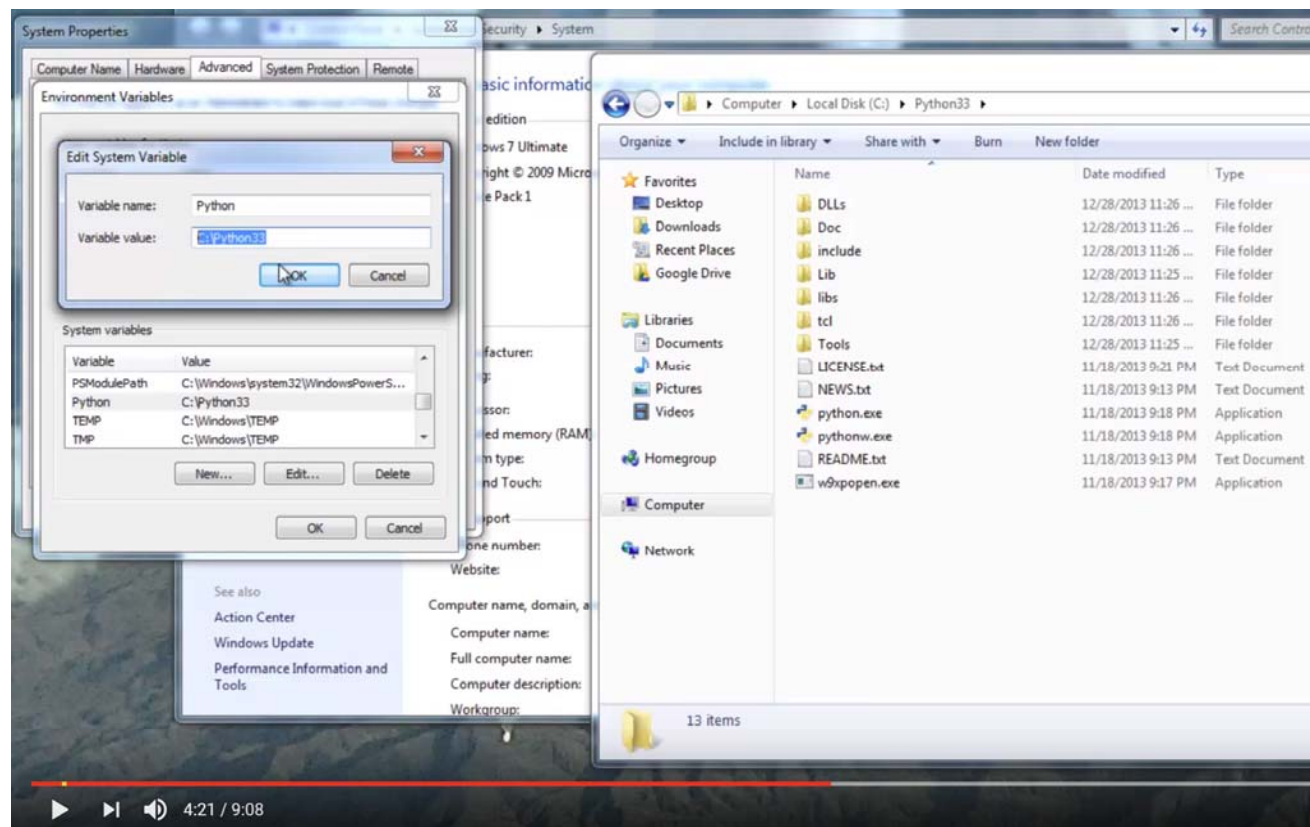 System Properties
Security ▸ System
Search Contro
Computer Name Hardware Advanced System Protection Remote
Environment Variables
Edit System Variable
Variable name: Python
Variable value: C:\Python33
OK Cancel
System variables
Variable Value
PSModulePath C:\Windows\system32\WindowsPowerS...
Python C:\Python33
TEMP C:\Windows\TEMP
TMP C:\Windows\TEMP
New... Edit... Delete
OK Cancel
asic informatic
edition
ows 7 Ultimate
right © 2009 Micro
e Pack 1
facturer:
g:
ssor:
ed memory (RAM)
m type:
nd Touch:
pport
one number:
Website:
Computer name, domain, a
Computer name:
Full computer name:
Computer description:
Workgroup:
See also
Action Center
Windows Update
Performance Information and
Tools
Computer ▸ Local Disk (C:) ▸ Python33 ▸
Organize Include in library Share with Burn New folder
Favorites
Desktop
Downloads
Recent Places
Google Drive
Libraries
Documents
Music
Pictures
Videos
Homegroup
Computer
Network
Name Date modified Type
DLLs 12/28/2013 11:26 ... File folder
Doc 12/28/2013 11:26 ... File folder
include 12/28/2013 11:26 ... File folder
Lib 12/28/2013 11:25 ... File folder
libs 12/28/2013 11:26 ... File folder
tcl 12/28/2013 11:26 ... File folder
Tools 12/28/2013 11:25 ... File folder
LICENSE.txt 11/18/2013 9:21 PM Text Document
NEWS.txt 11/18/2013 9:13 PM Text Document
python.exe 11/18/2013 9:18 PM Application
pythonw.exe 11/18/2013 9:18 PM Application
README.txt 11/18/2013 9:13 PM Text Document
w9xpopen.exe 11/18/2013 9:17 PM Application
13 items
4:21 / 9:08